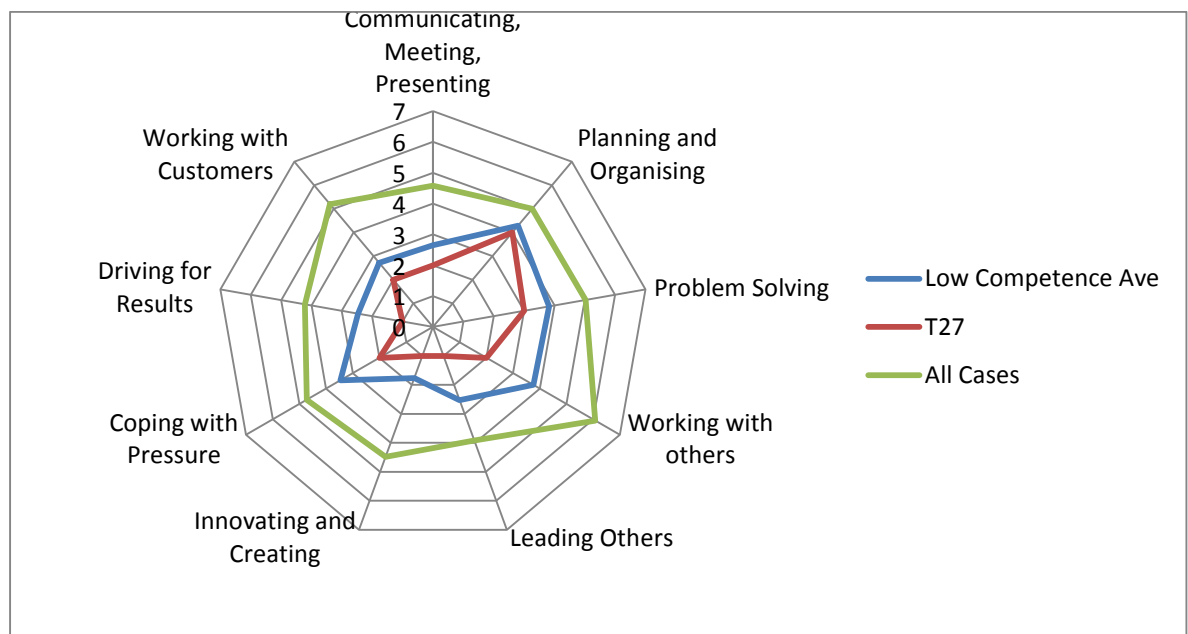 Communicating,
Meeting,
Presenting
Planning and
Organising
Problem Solving
Working with
others
Leading Others
Innovating and
Creating
Coping with
Pressure
Driving for
Results
Working with
Customers
7
6
5
4
3
2
1
0
Low Competence Ave
T27
All Cases